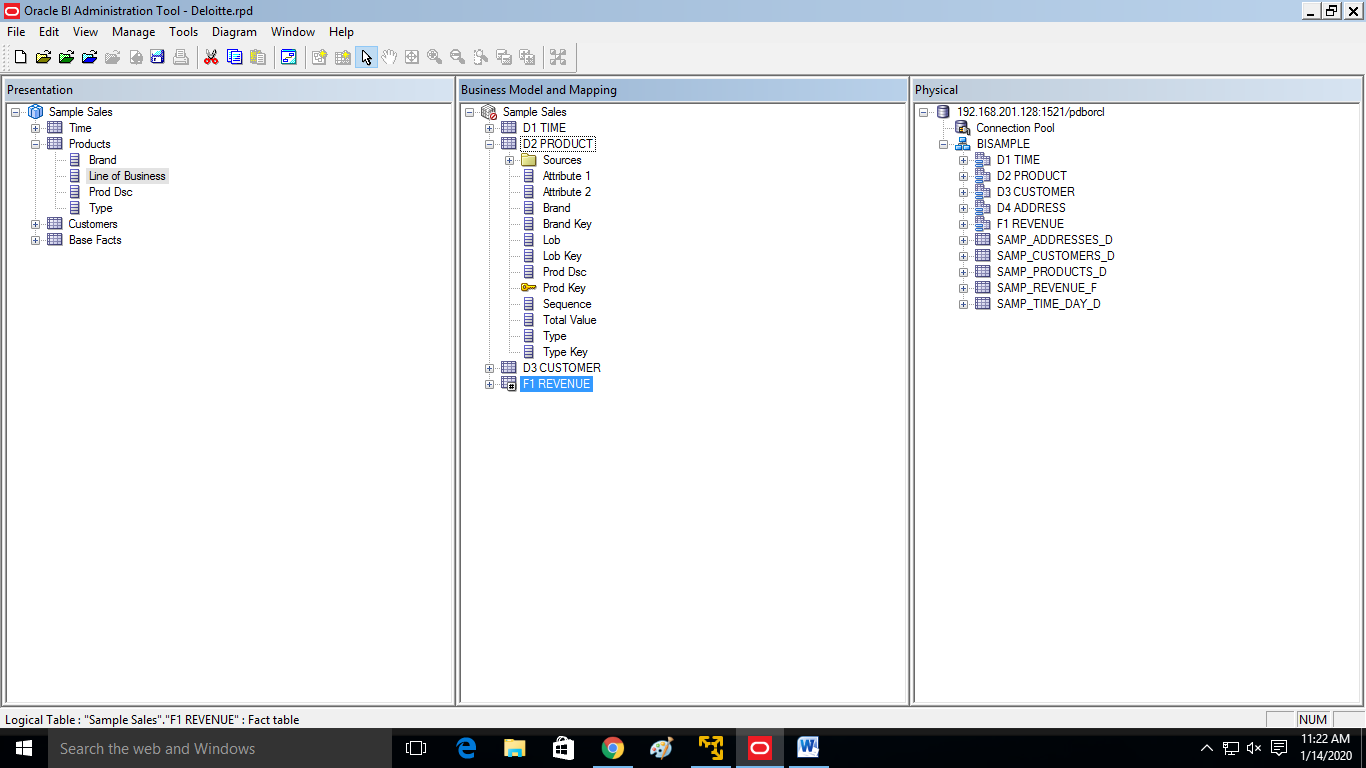 Oracle BI Administration Tool - Deloitte.rpd
File Edit View Manage Tools Diagram Window Help
Presentation
Sample Sales
Time
Products
Brand
Line of Business
Prod Dsc
Type
Customers
Base Facts
Business Model and Mapping
Sample Sales
D1 TIME
D2 PRODUCT
Sources
Attribute 1
Attribute 2
Brand
Brand Key
Lob
Lob Key
Prod Dsc
Prod Key
Sequence
Total Value
Type
Type Key
D3 CUSTOMER
F1 REVENUE
Physical
192.168.201.128:1521/pdborcl
Connection Pool
BISAMPLE
D1 TIME
D2 PRODUCT
D3 CUSTOMER
D4 ADDRESS
F1 REVENUE
SAMP_ADDRESSES_D
SAMP_CUSTOMERS_D
SAMP_PRODUCTS_D
SAMP_REVENUE_F
SAMP_TIME_DAY_D
Logical Table : "Sample Sales"."F1 REVENUE" : Fact table
NUM
Search the web and Windows
11:22 AM
1/14/2020